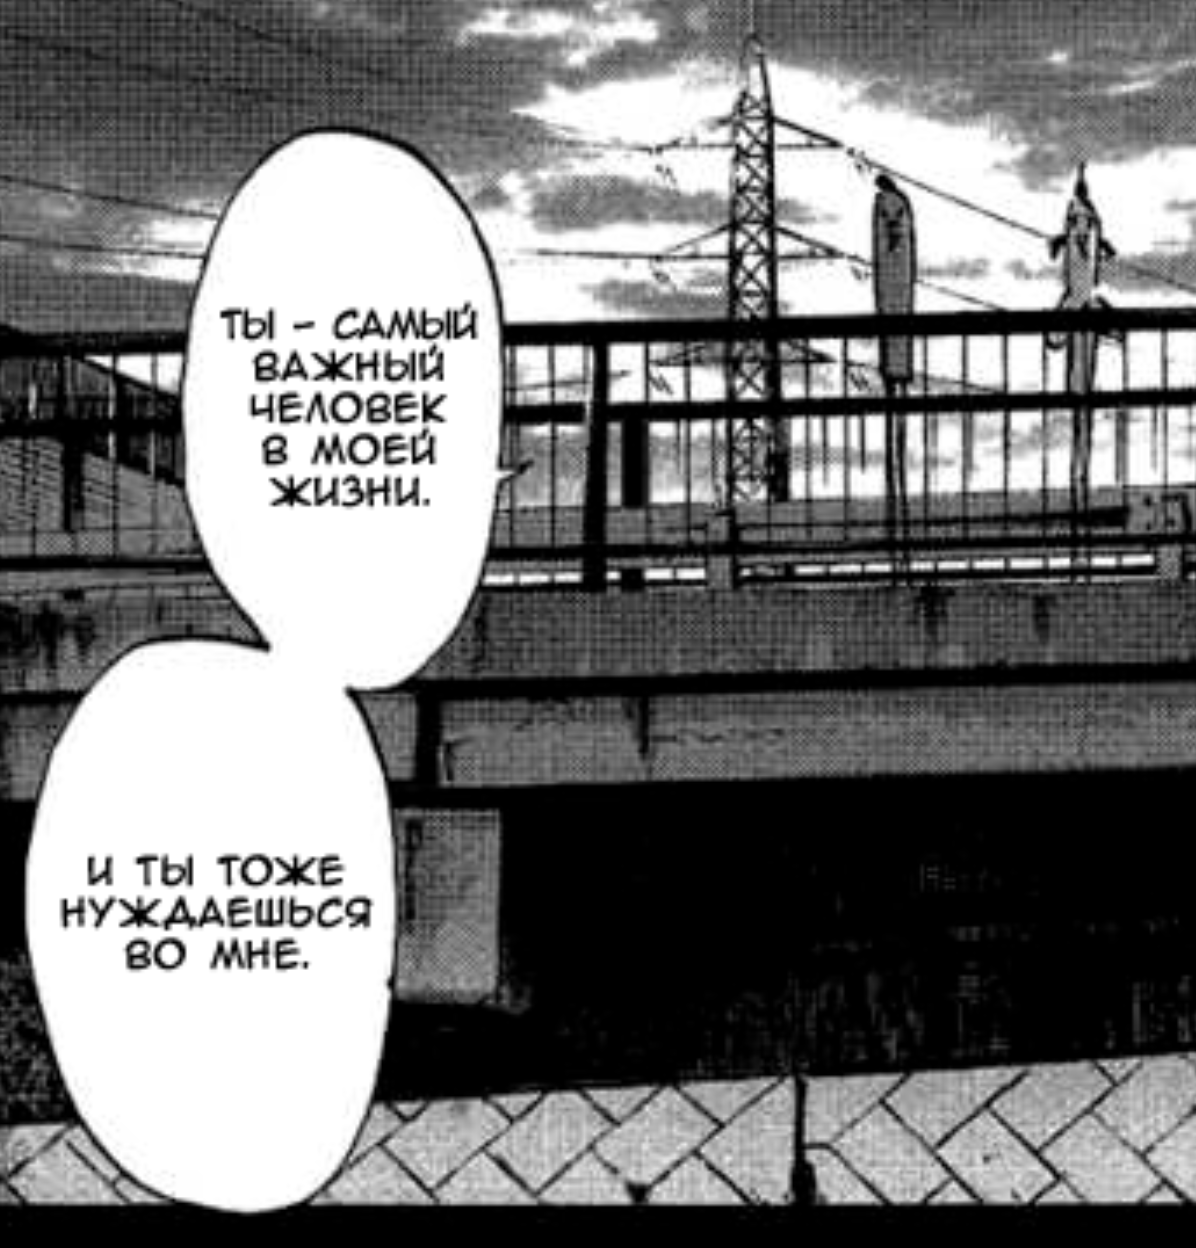 ТЫ - САМЫЙ
ВАЖНЫЙ
ЧЕЛОВЕК
В МОЕЙ
ЖИЗНИ.
И ТЫ ТОЖЕ
НУЖДАЕШЬСЯ
ВО МНЕ.